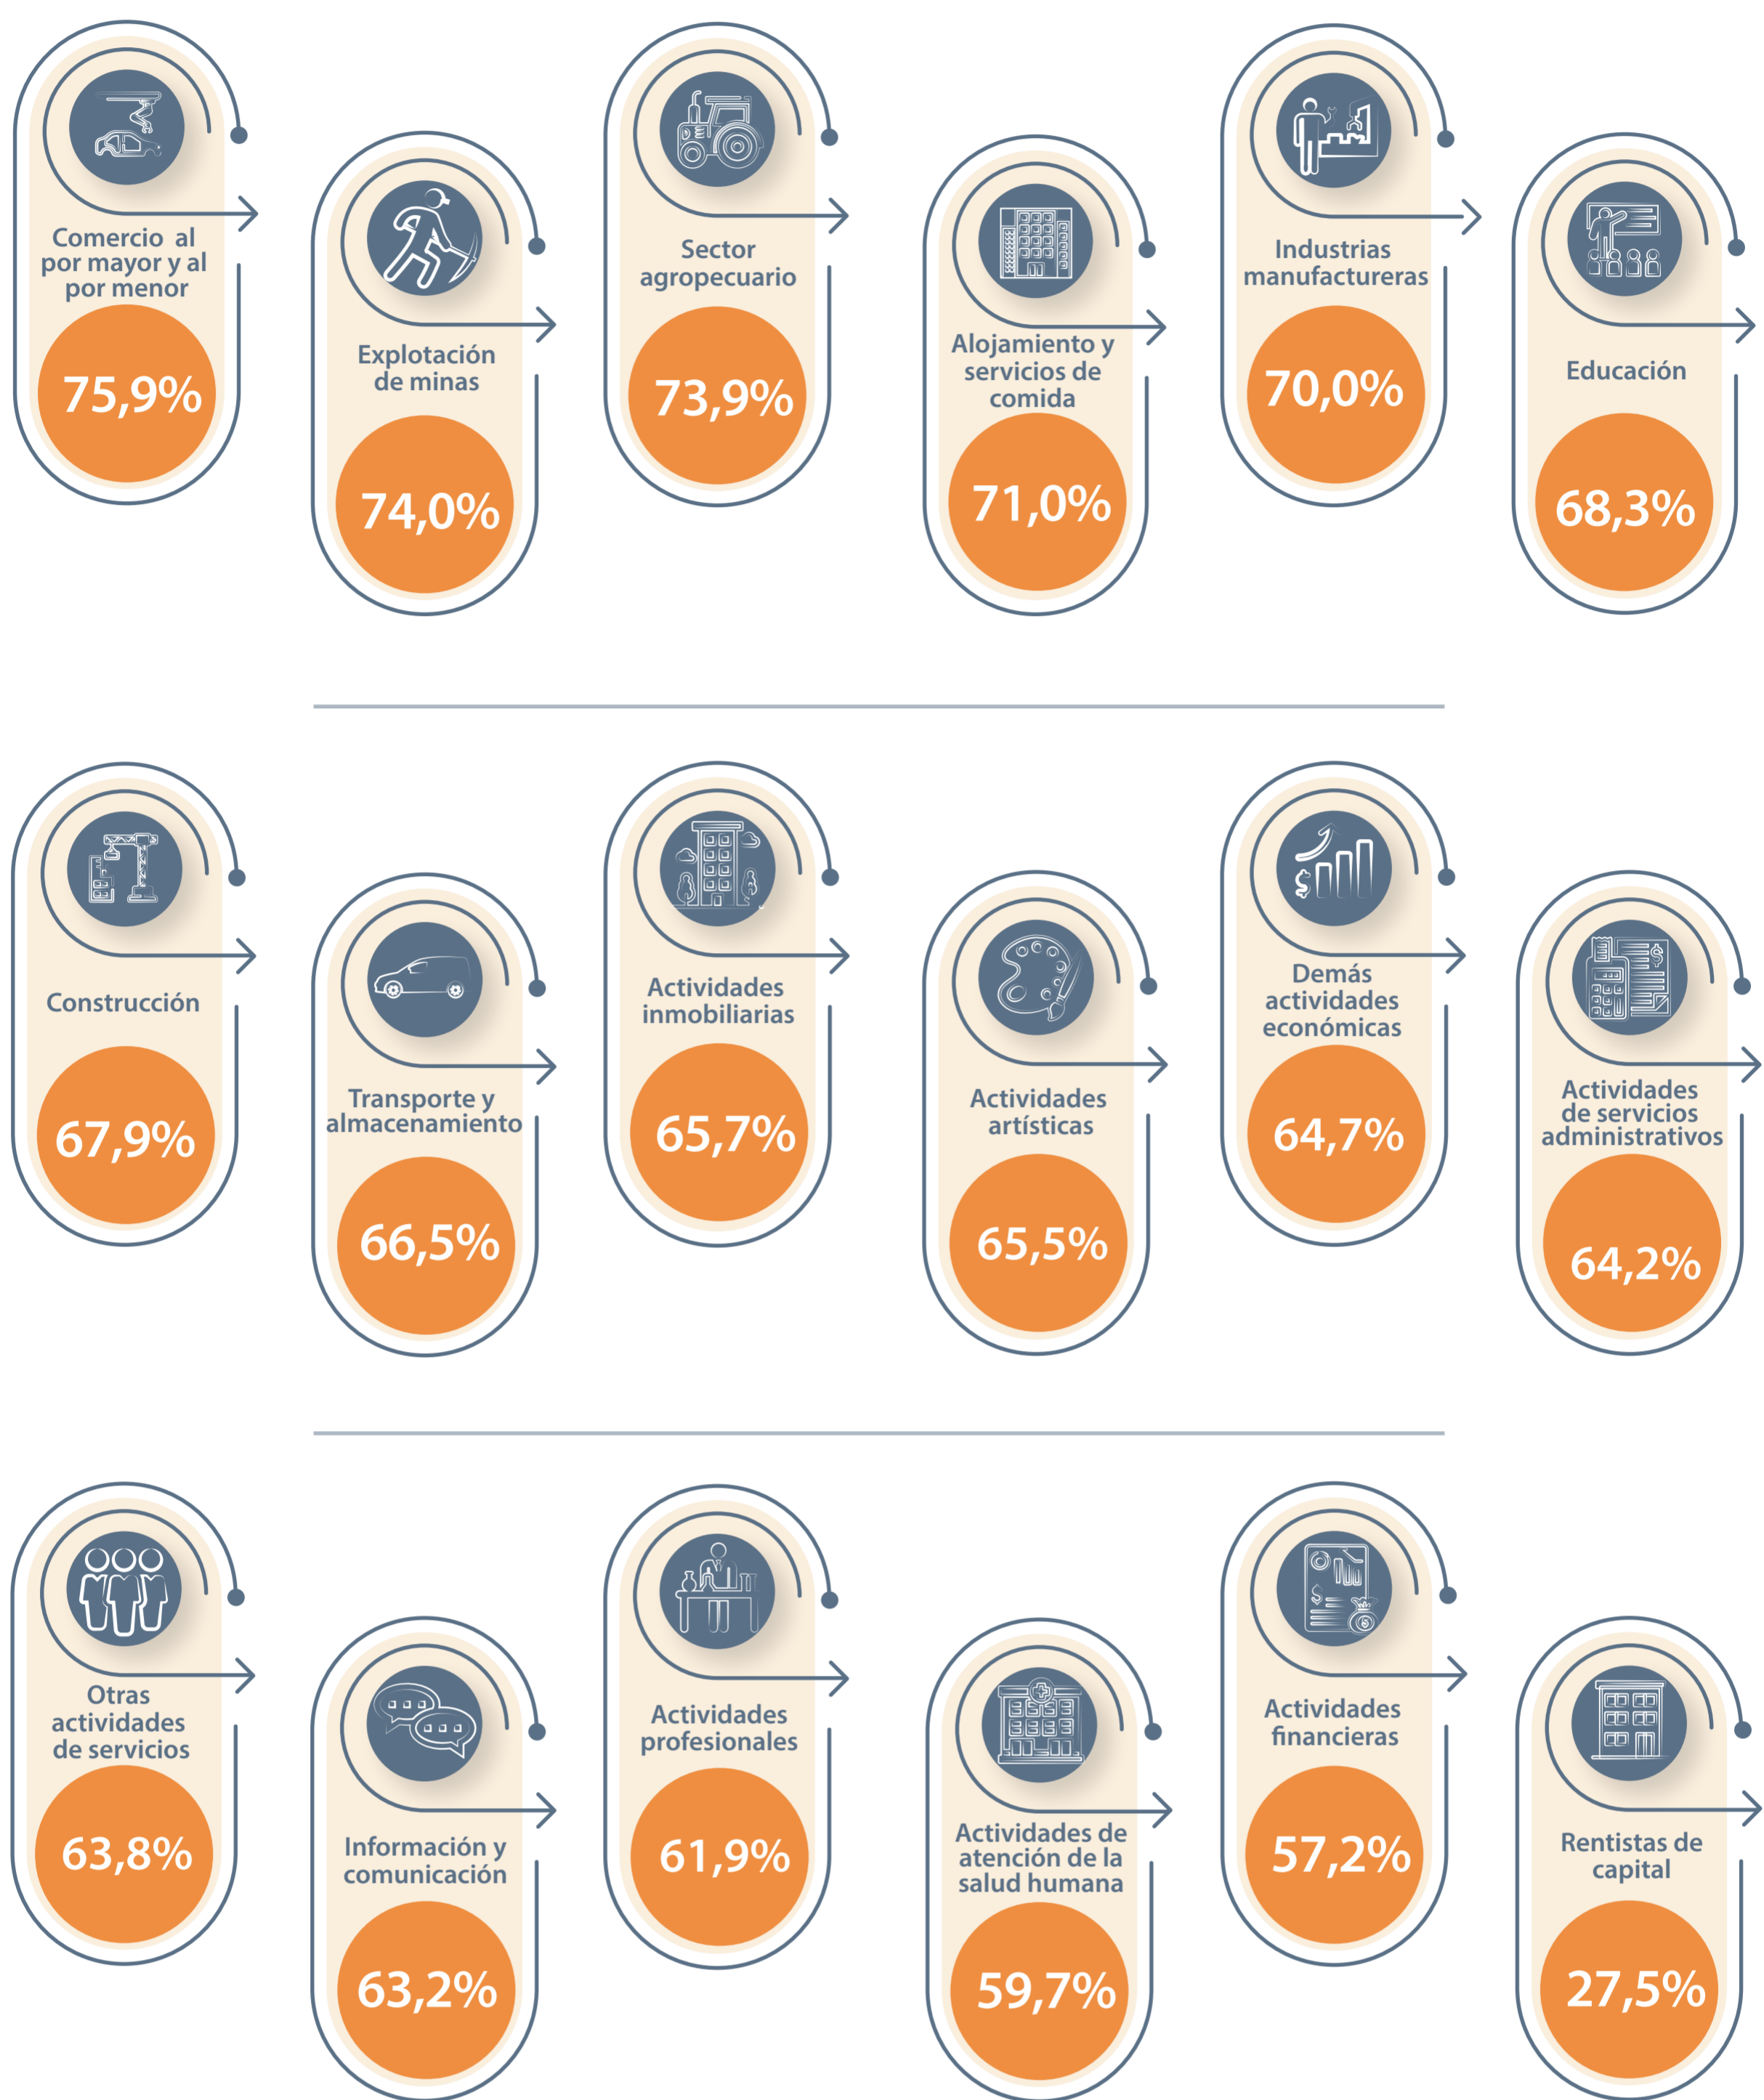 Comercio al
por mayor y al
por menor
75,9%
Explotación
de minas
74,0%
Sector
agropecuario
73,9%
Alojamiento y
servicios de
comida
71,0%
Industrias
manufactureras
70,0%
Educación
68,3%
Construcción
67,9%
Transporte y
almacenamiento
66,5%
Actividades
inmobiliarias
65,7%
Actividades
artísticas
65,5%
Demás
actividades
económicas
64,7%
Actividades
de servicios
administrativos
64,2%
Otras
actividades
de servicios
63,8%
Información y
comunicación
63,2%
Actividades
profesionales
61,9%
Actividades de
atención de la
salud humana
59,7%
Actividades
financieras
57,2%
Rentistas de
capital
27,5%